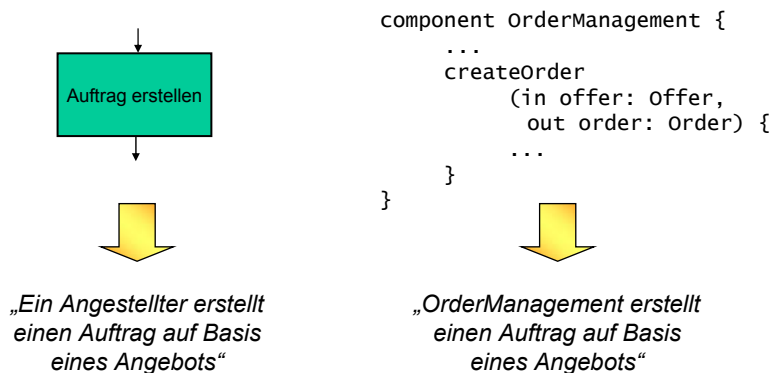 Auftrag erstellen
component OrderManagement {
...
createOrder
(in offer: Offer,
out order: Order) {
...
}
}
„Ein Angestellter erstellt
einen Auftrag auf Basis
eines Angebots“
„OrderManagement erstellt
einen Auftrag auf Basis
eines Angebots“